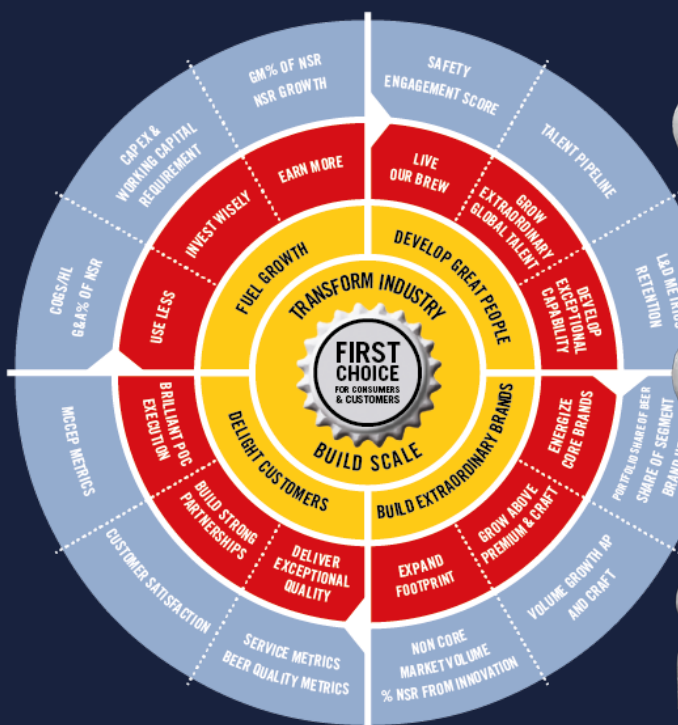 FIRST
CHOICE
FOR CONSUMERS
& CUSTOMERS
TRANSFORM INDUSTRY
BUILD SCALE
FUEL GROWTH
DEVELOP GREAT PEOPLE
BUILD EXTRAORDINARY BRANDS
DELIGHT CUSTOMERS
USE LESS
INVEST WISELY
EARN MORE
LIVE
OUR BREW
GROW
EXTRAORDINARY
GLOBAL TALENT
DEVELOP
EXCEPTIONAL
CAPABILITY
ENERGIZE
CORE BRANDS
GROW ABOVE
PREMIUM & CRAFT
EXPAND
FOOTPRINT
DELIVER
EXCEPTIONAL
QUALITY
BUILD STRONG
PARTNERSHIPS
BRILLIANT POC
EXECUTION
COGS/HL
G&A% OF NSR
CAPEX &
WORKING CAPITAL
REQUIREMENT
GM% OF NSR
NSR GROWTH
SAFETY
ENGAGEMENT SCORE
TALENT PIPELINE
L&D METRICS
RETENTION
PORTFOLIO SHARE OF BEER
SHARE OF SEGMENT
BRAND
VOLUME GROWTH AP
AND CRAFT
NON CORE
MARKET VOLUME
% NSR FROM INNOVATION
SERVICE METRICS
BEER QUALITY METRICS
CUSTOMER SATISFACTION
MCCEP METRICS